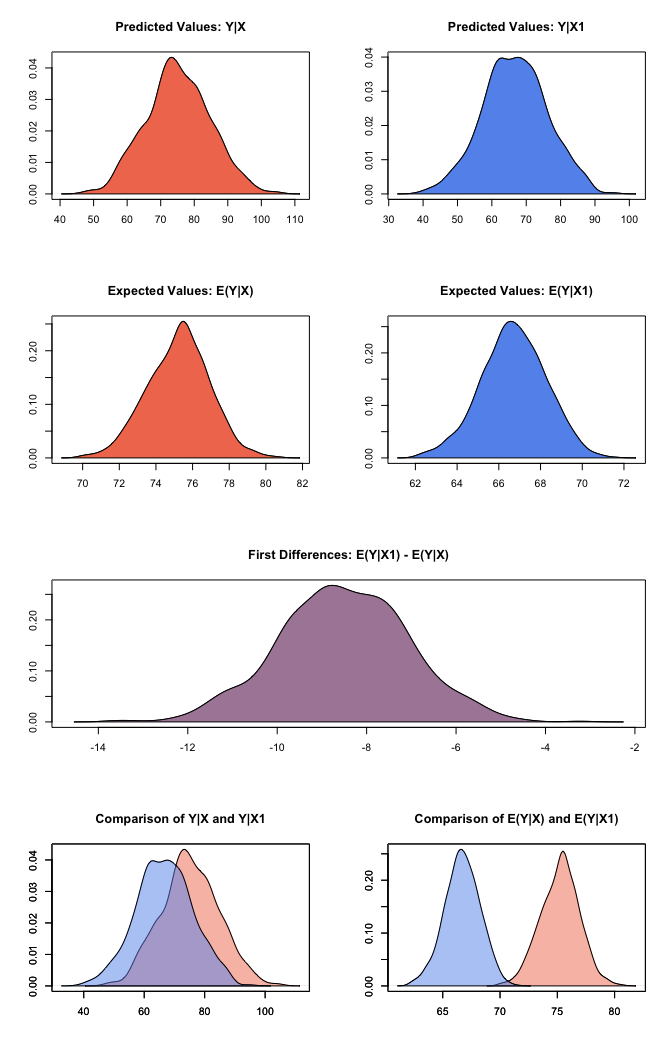 Predicted Values: Y|X
0.00 0.01 0.02 0.03 0.04
40 50 60 70 80 90 100 110
Predicted Values: Y|X1
0.00 0.01 0.02 0.03 0.04
30 40 50 60 70 80 90 100
Expected Values: E(Y|X)
0.00 0.10 0.20
70 72 74 76 78 80 82
Expected Values: E(Y|X1)
0.00 0.10 0.20
62 64 66 68 70 72
First Differences: E(Y|X1) - E(Y|X)
0.00 0.10 0.20
-14 -12 -10 -8 -6 -4 -2
Comparison of Y|X and Y|X1
0.00 0.01 0.02 0.03 0.04
40 60 80 100
Comparison of E(Y|X) and E(Y|X1)
0.00 0.10 0.20
65 70 75 80